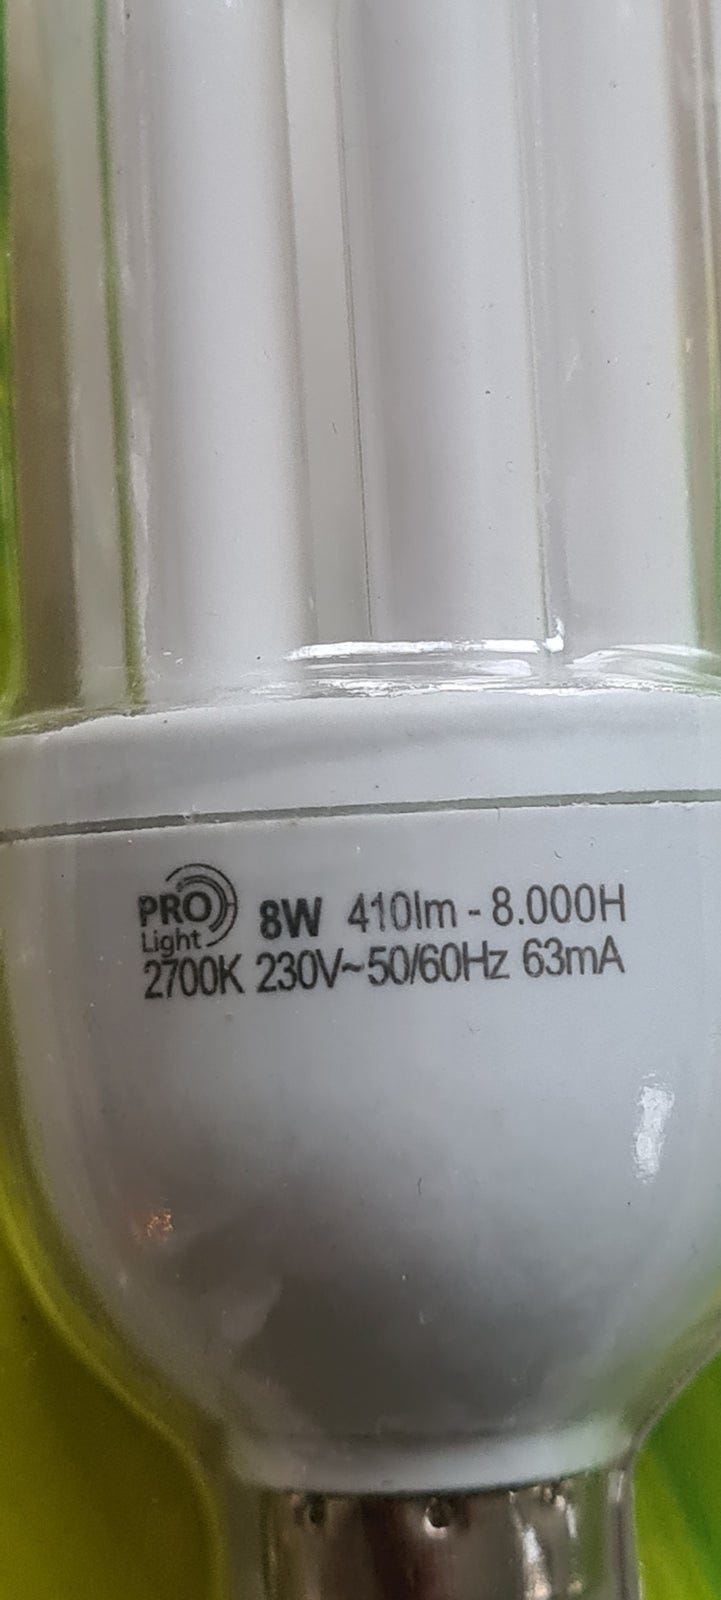 PRO Light 8W 410lm - 8.000H
2700K 230V~50/60Hz 63mA